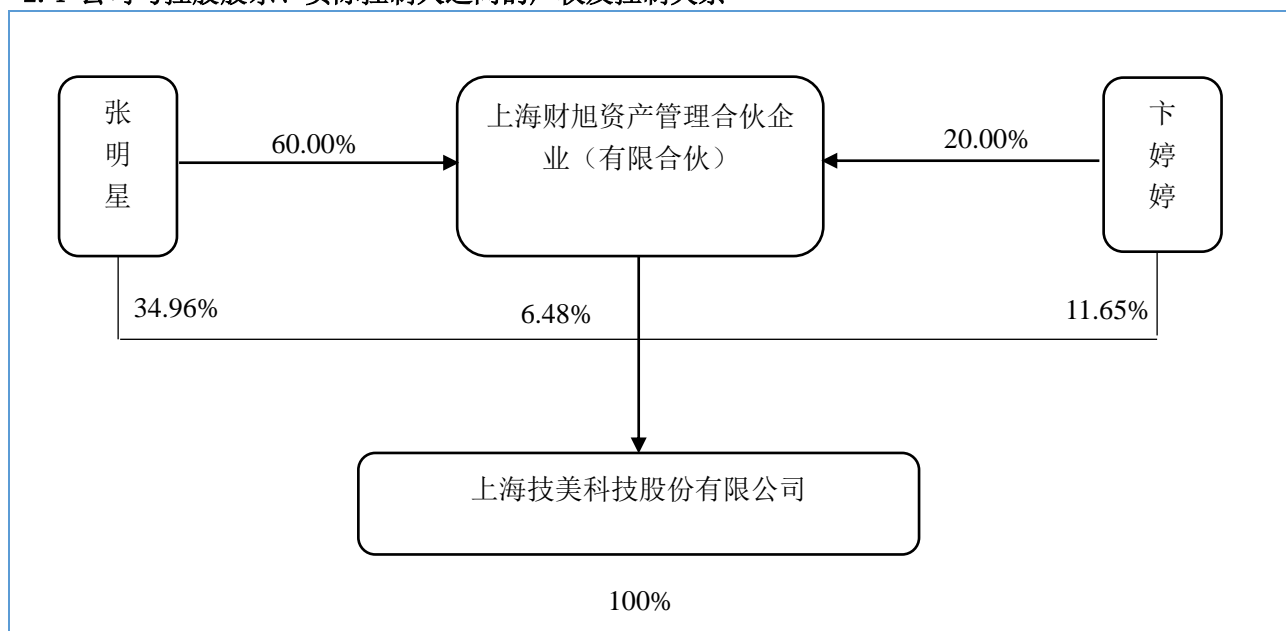 张
明
星
60.00%
上海财旭资产管理合伙企
业（有限合伙）
20.00%
卞
婷
婷
34.96%
6.48%
11.65%
上海技美科技股份有限公司
100%